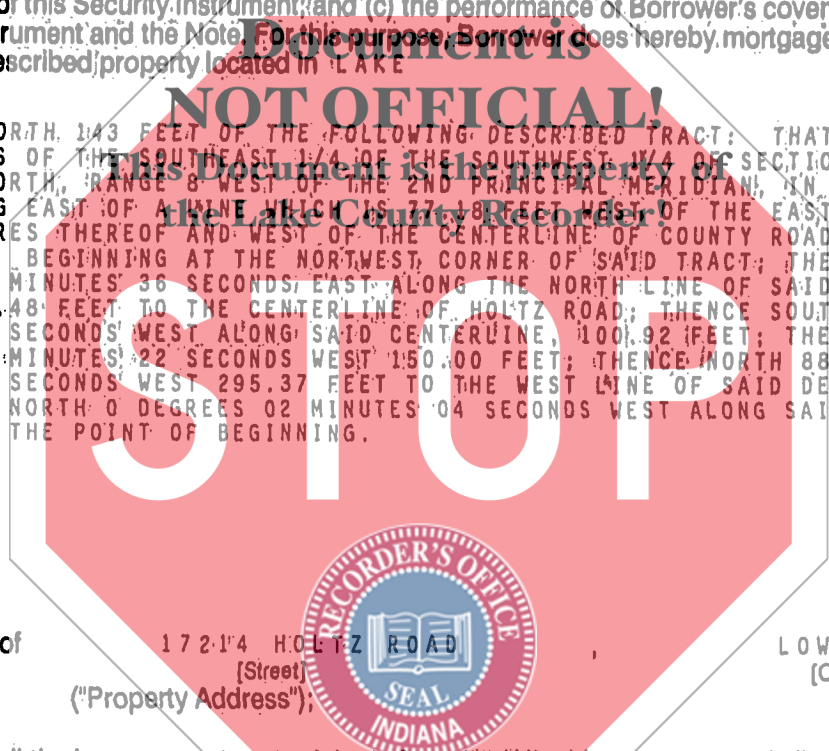 of this Security Instrument; and (c) the performance of Borrower's cover
rument and the Note. For this purpose, Borrower does hereby mortgage
Document is
scribed property located in LAKE
NOT OFFICIAL!
ORTH 143 FEET OF THE FOLLOWING DESCRIBED TRACT: THAT
S OF THE SOUTHEAST 1/4 OF THE SOUTHWEST 1/4 OF SECTIO
This Document is the property of
ORTH, RANGE 8 WEST OF THE 2ND PRINCIPAL MERIDIAN, IN
G EAST OF A LINE WHICH IS FEET WEST OF THE EAST
the Lake County Recorder!
RES THEREOF AND WEST OF THE CENTERLINE OF COUNTY ROAD
BEGINNING AT THE NORTWEST CORNER OF SAID TRACT; THE
MINUTES 36 SECONDS EAST ALONG THE NORTH LINE OF SAID
.48 FEET TO THE CENTERLINE OF HOLTZ ROAD; THENCE SOUT
SECONDS WEST ALONG SAID CENTERLINE, 100.92 FEET; THE
MINUTES 22 SECONDS WEST 150.00 FEET; THENCE NORTH 88
SECONDS WEST 295.37 FEET TO THE WEST LINE OF SAID DE
NORTH 0 DEGREES 02 MINUTES 04 SECONDS WEST ALONG SAI
THE POINT OF BEGINNING.
STOP
RECORDER'S OFFICE
of 17214 HOLTZ ROAD , LOW
[Street] [C
("Property Address");
SEAL
INDIANA